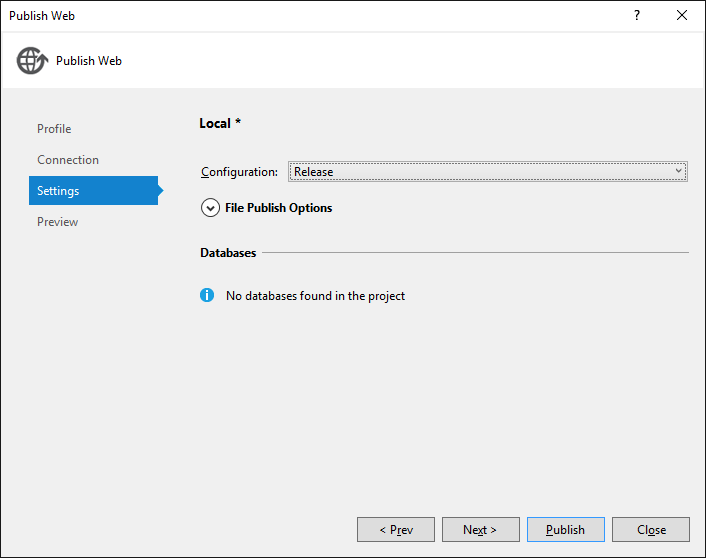 Publish Web
?
Publish Web
Profile
Connection
Settings
Preview
Local *
Configuration: Release
File Publish Options
Databases
No databases found in the project
< Prev Next > Publish Close